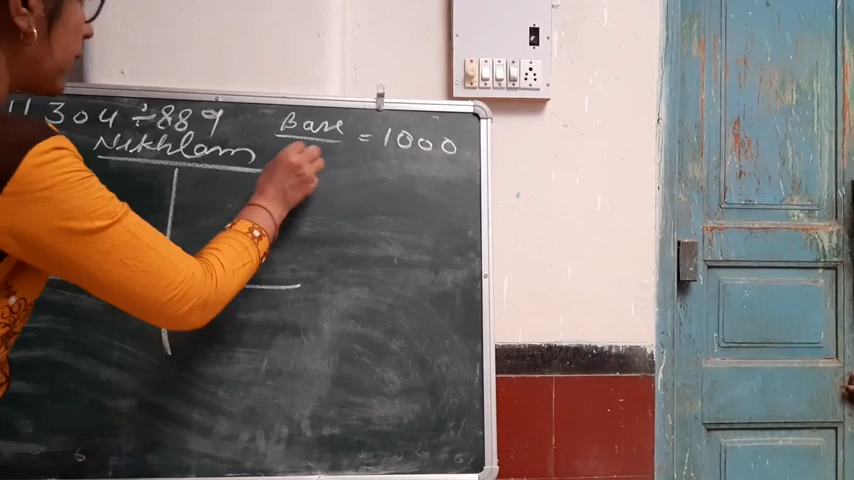 11304 ÷ 889
Base = 1000
Nikhlam